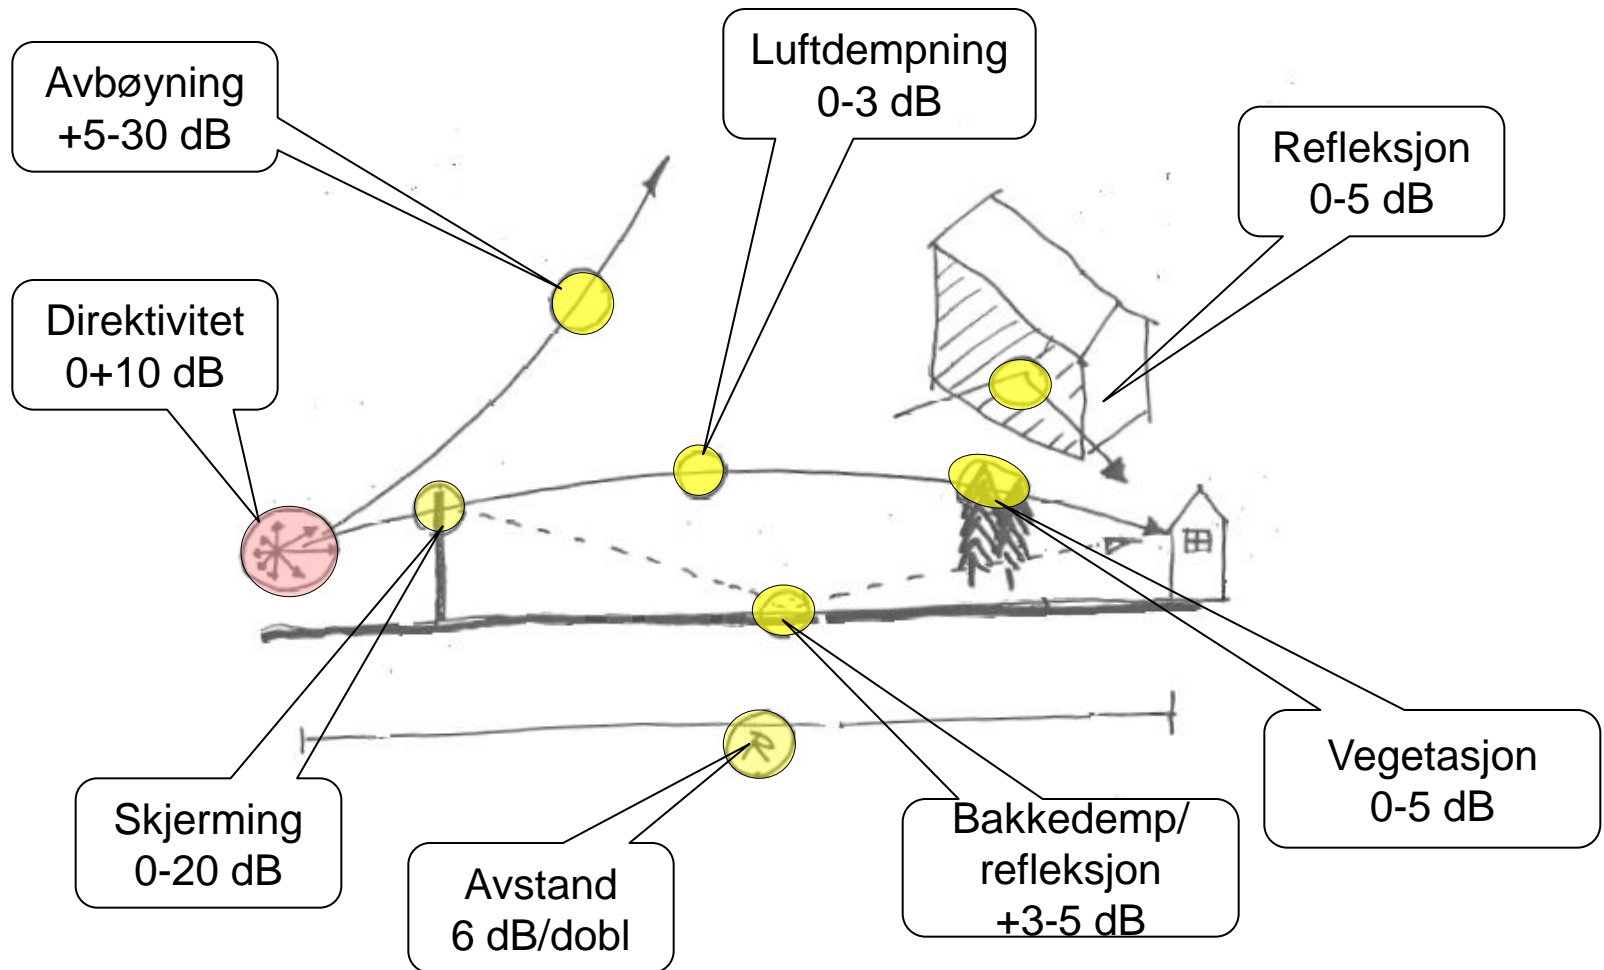 Avbøyning
+5-30 dB
Luftdempning
0-3 dB
Refleksjon
0-5 dB
Direktivitet
0+10 dB
R
Skjerming
0-20 dB
Avstand
6 dB/dobl
Bakkedemp/
refleksjon
+3-5 dB
Vegetasjon
0-5 dB